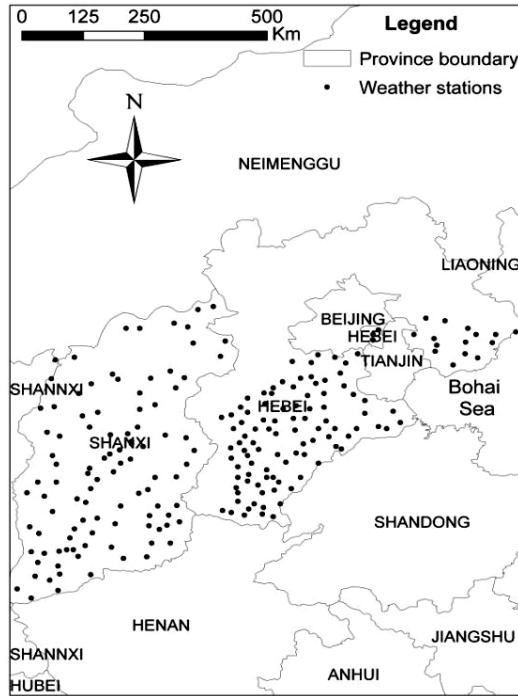 0 125 250 500
Km
Legend
Province boundary
Weather stations
N
NEIMENGGU
LIAONING
BEIJING
HEBEI
TIANJIN
SHANNXI
HEBEI
Bohai
Sea
SHANXI
SHANDONG
HENAN
JIANGSHU
SHANNXI
ANHUI
HUBEI